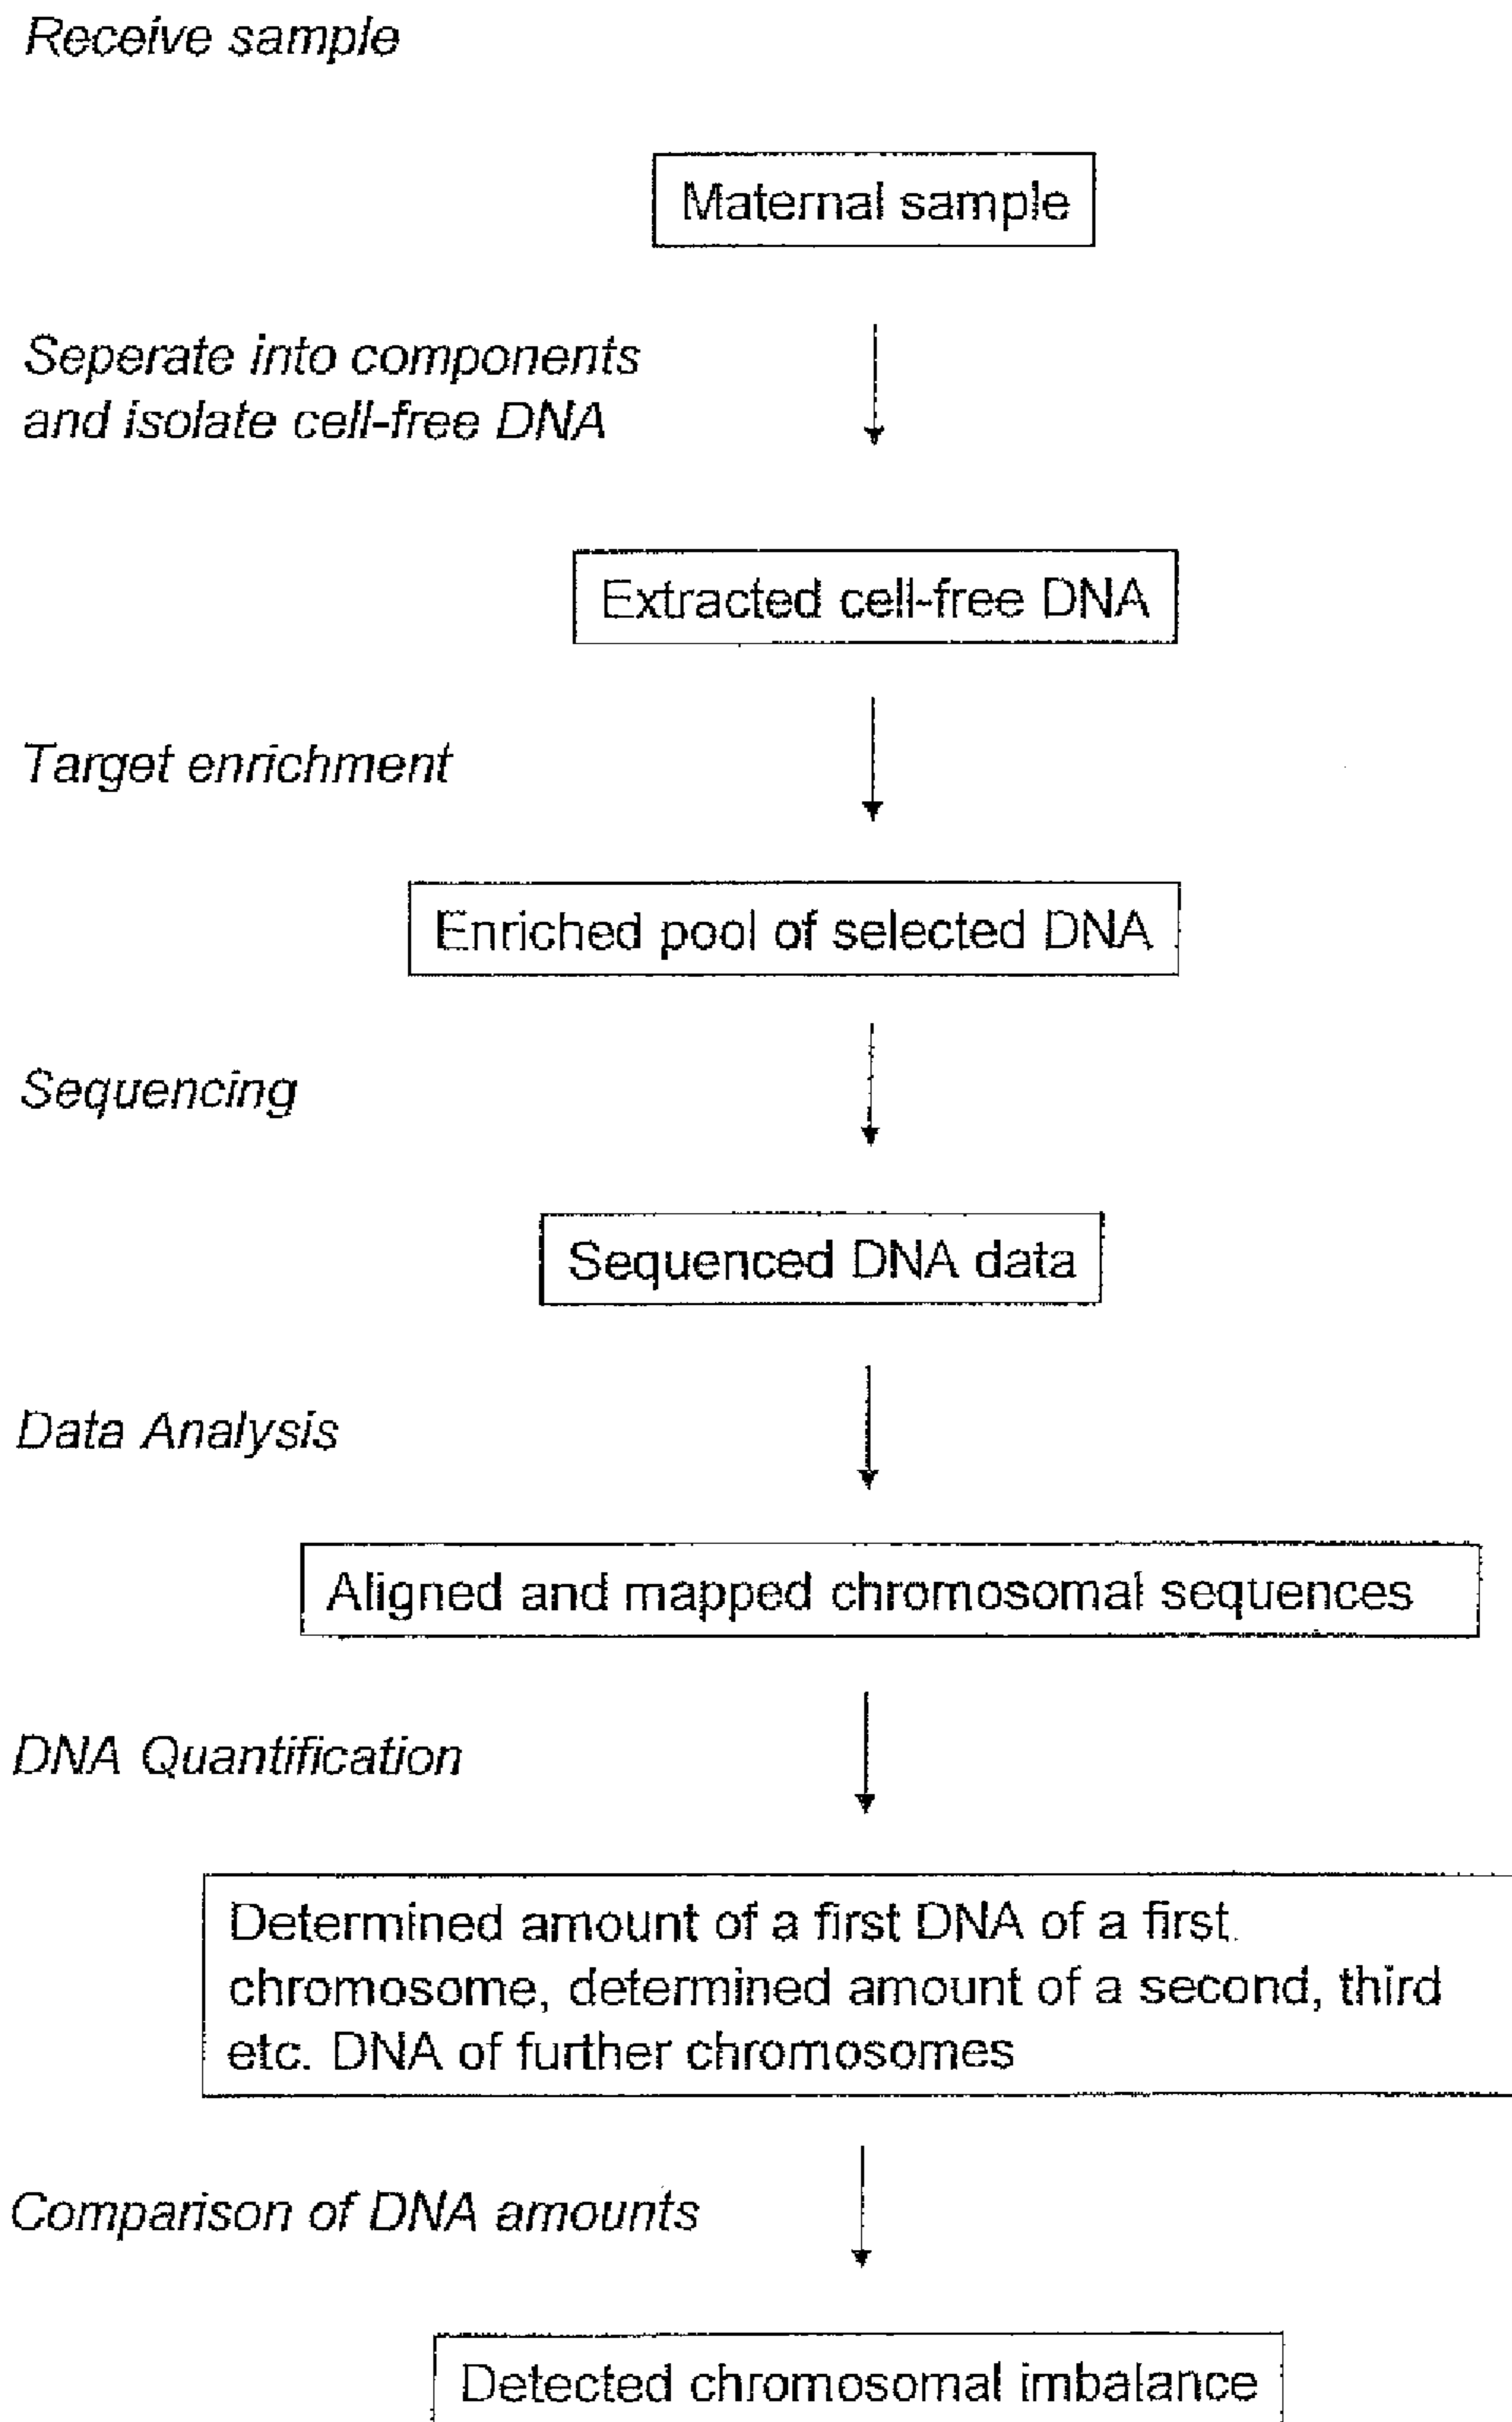 Receive sample
Maternal sample
Seperate into components
and isolate cell-free DNA
Extracted cell-free DNA
Target enrichment
Enriched pool of selected DNA
Sequencing
Sequenced DNA data
Data Analysis
Aligned and mapped chromosomal sequences
DNA Quantification
Determined amount of a first DNA of a first
chromosome, determined amount of a second, third
etc. DNA of further chromosomes
Comparison of DNA amounts
Detected chromosomal imbalance